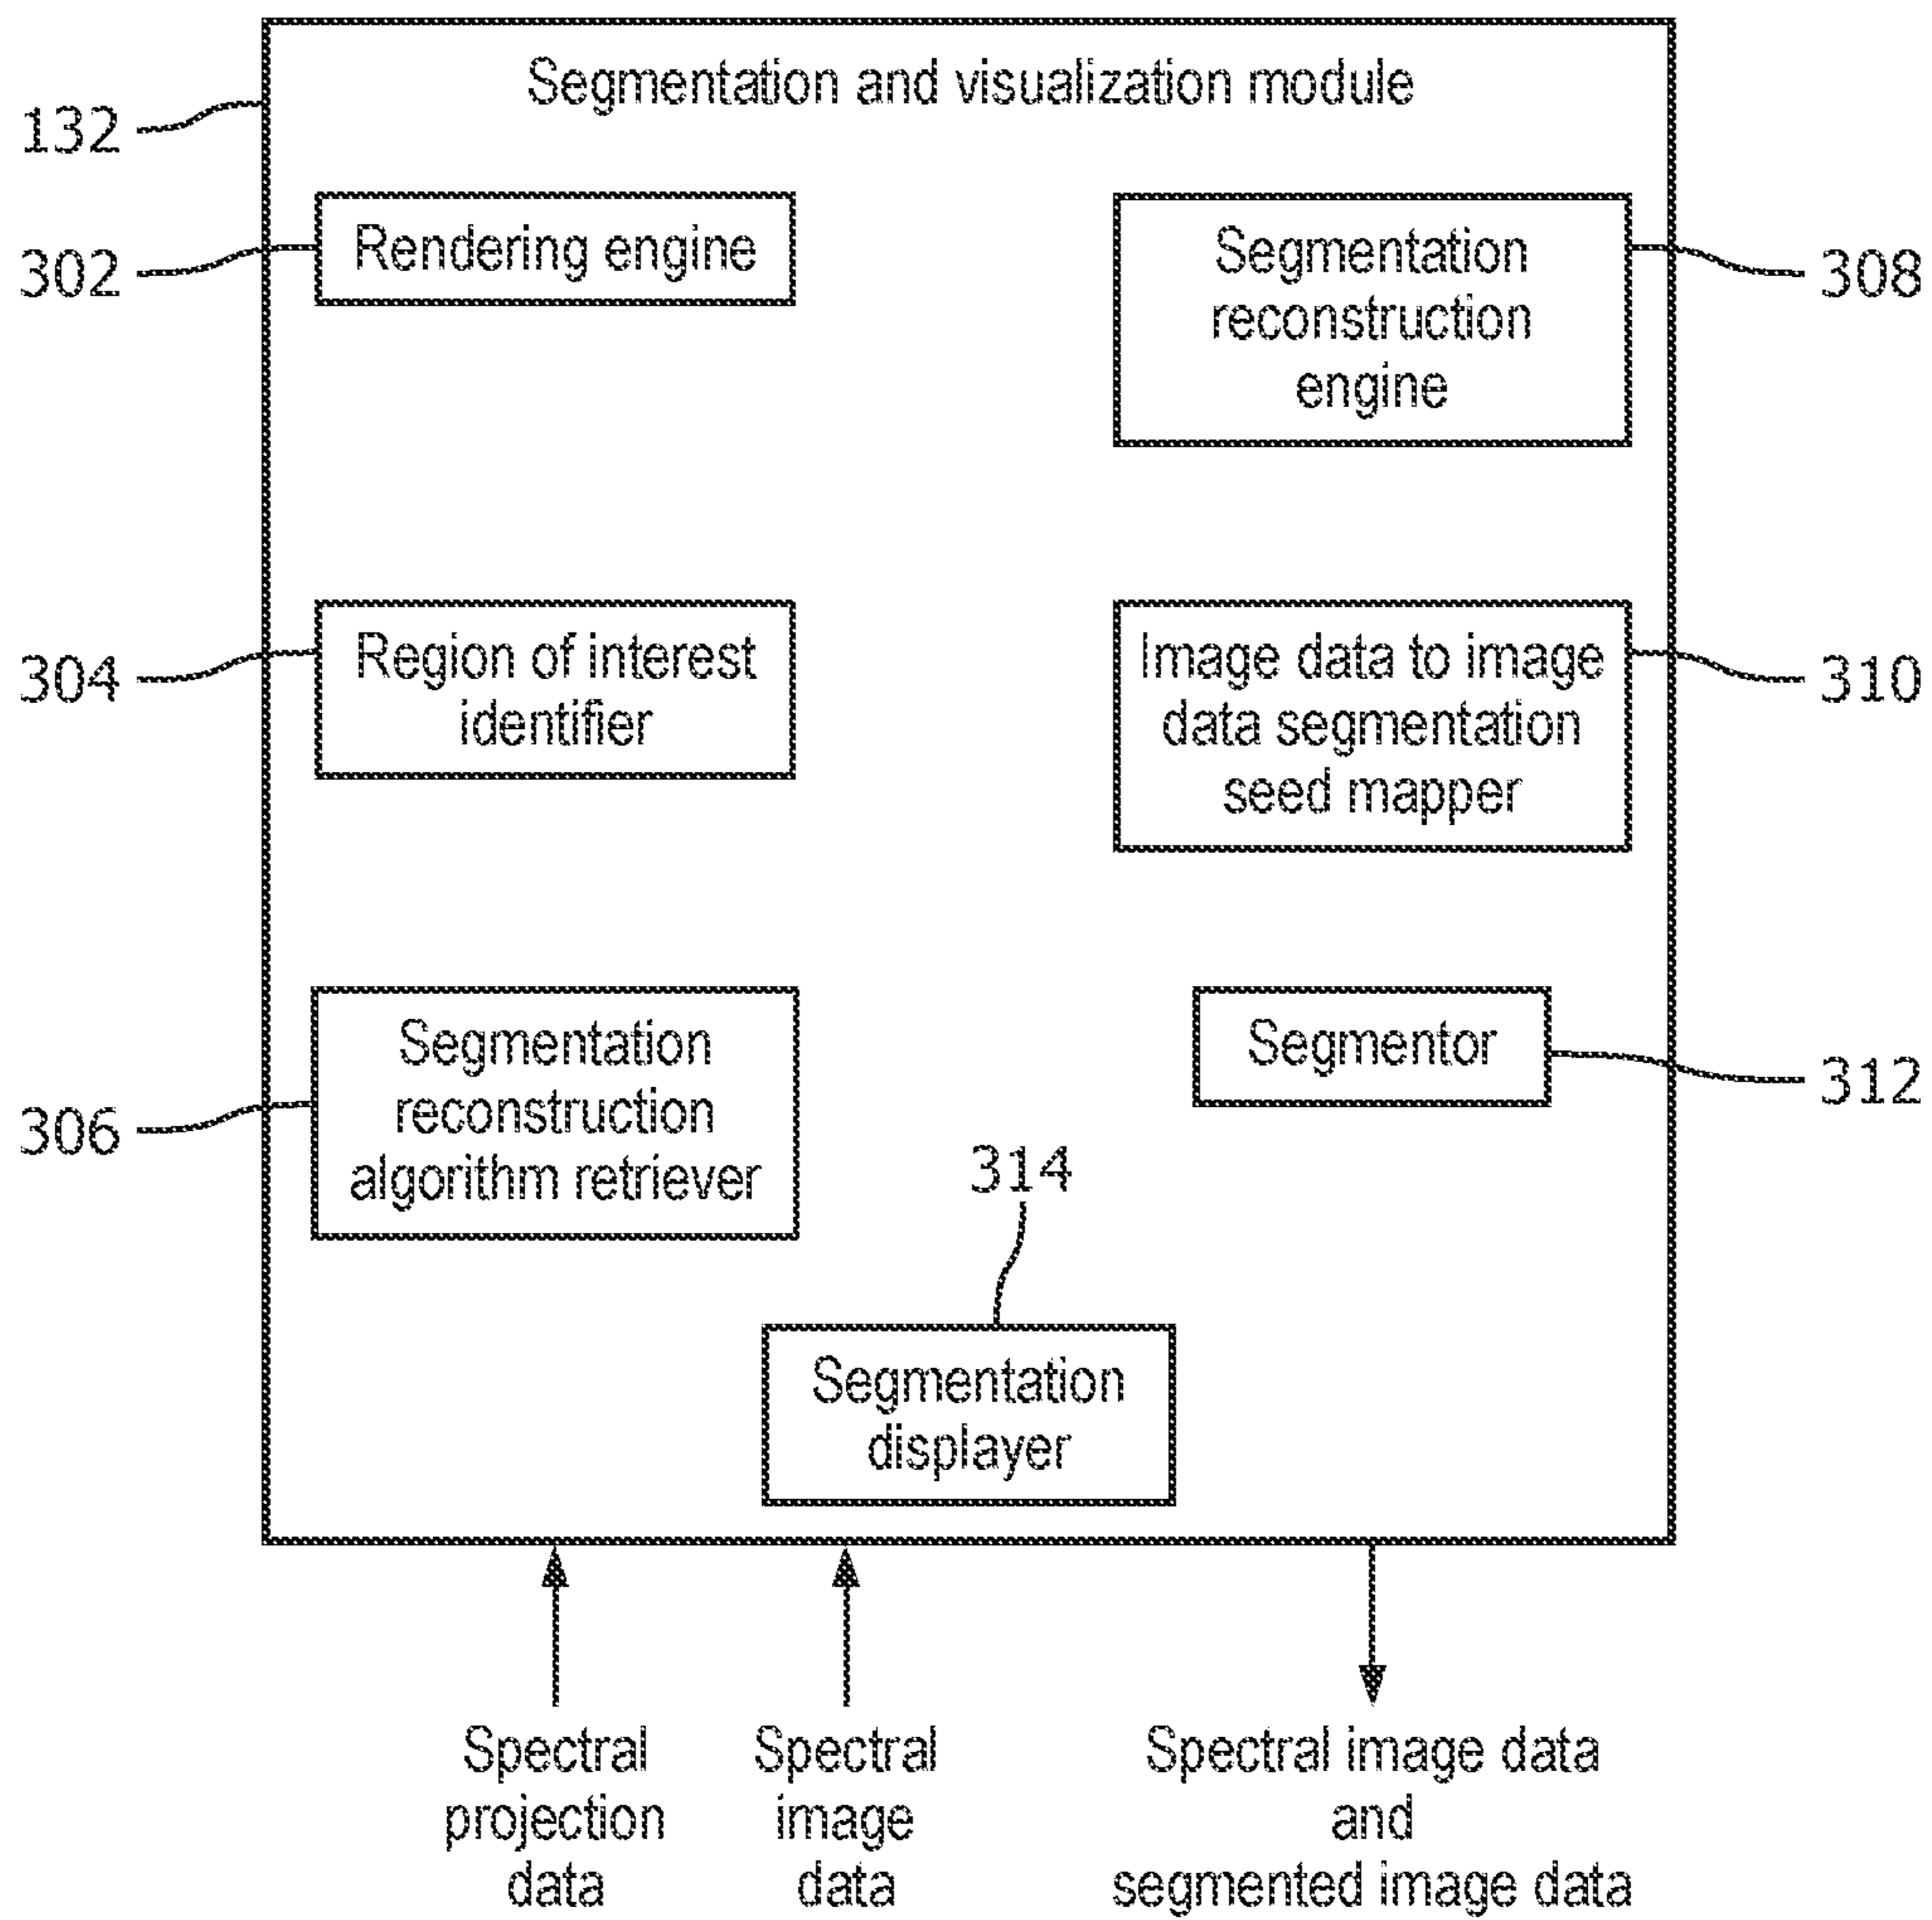 Segmentation and visualization module
132
Rendering engine
302
Segmentation
reconstruction
engine
308
Region of interest
identifier
304
Image data to image
data segmentation
seed mapper
310
Segmentation
reconstruction
algorithm retriever
306
Segmentor
312
314
Segmentation
displayer
Spectral
projection
data
Spectral
image
data
Spectral image data
and
segmented image data